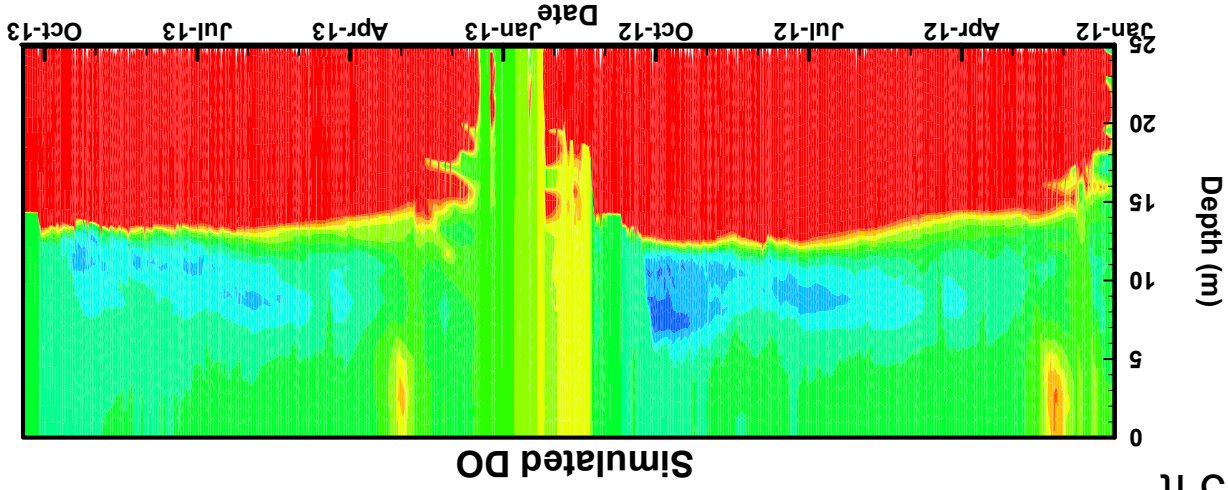 Simulated DO
0
5
10
15
20
25
Depth (m)
Jan-12
Apr-12
Jul-12
Oct-12
Jan-13
Apr-13
Jul-13
Oct-13
Date